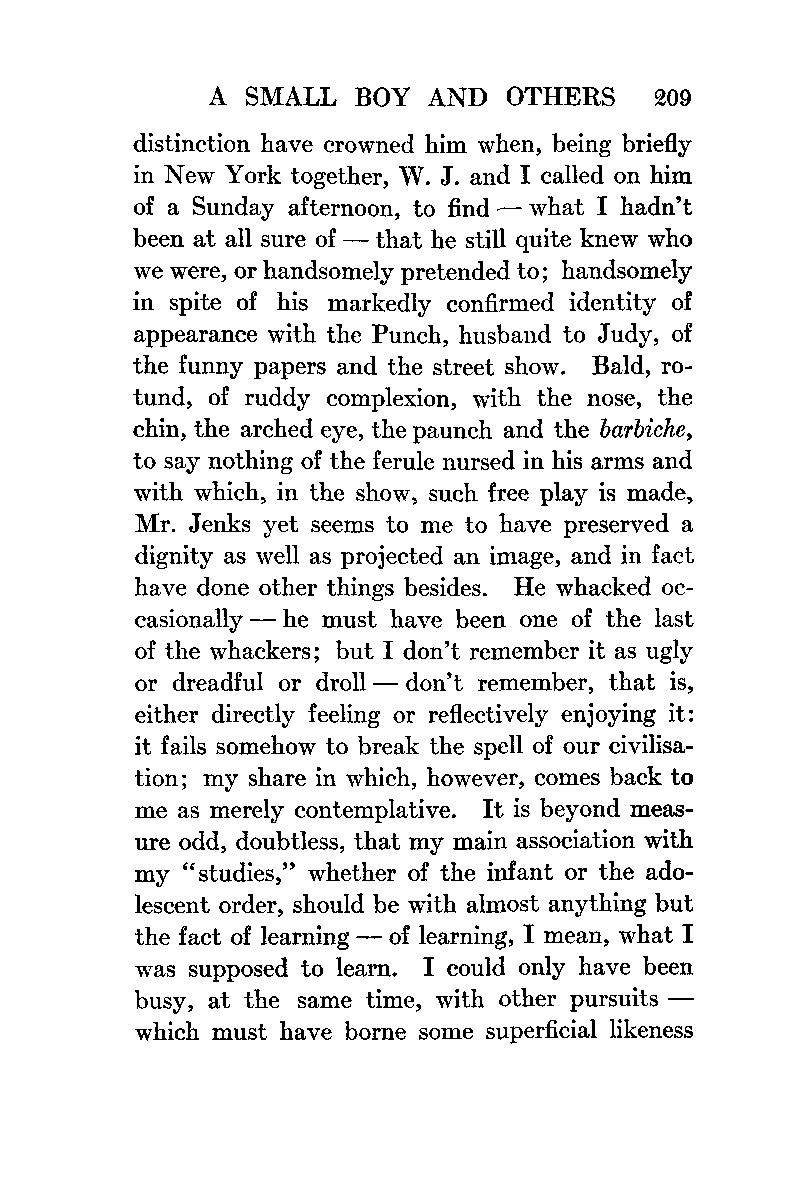 A SMALL BOY AND OTHERS 209
distinction have crowned him when, being briefly
in New York together, W. J. and I called on him
of a Sunday afternoon, to find — what I hadn't
been at all sure of — that he still quite knew who
we were, or handsomely pretended to; handsomely
in spite of his markedly confirmed identity of
appearance with the Punch, husband to Judy, of
the funny papers and the street show. Bald, ro-
tund, of ruddy complexion, with the nose, the
chin, the arched eye, the paunch and the barbiche,
to say nothing of the ferule nursed in his arms and
with which, in the show, such free play is made,
Mr. Jenks yet seems to me to have preserved a
dignity as well as projected an image, and in fact
have done other things besides. He whacked oc-
casionally — he must have been one of the last
of the whackers; but I don't remember it as ugly
or dreadful or droll — don't remember, that is,
either directly feeling or reflectively enjoying it:
it fails somehow to break the spell of our civilisa-
tion; my share in which, however, comes back to
me as merely contemplative. It is beyond meas-
ure odd, doubtless, that my main association with
my "studies," whether of the infant or the ado-
lescent order, should be with almost anything but
the fact of learning — of learning, I mean, what I
was supposed to learn. I could only have been
busy, at the same time, with other pursuits —
which must have borne some superficial likeness